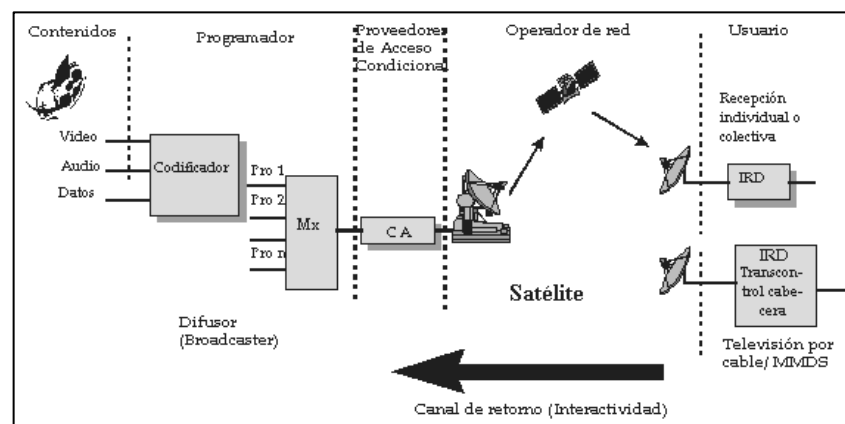 Contenidos
Programador
Proveedores
de Acceso
Condicional
Operador de red
Usuario
Video
Audio
Datos
Codificador
Pro 1
Pro 2
Pro n
Mx
C A
Satélite
Recepción
individual o
colectiva
IRD
IRD
Transcon-
trol cabe-
cera
Difusor
(Broadcaster)
Televisión por
cable/ MMDS
Canal de retorno (Interactividad)